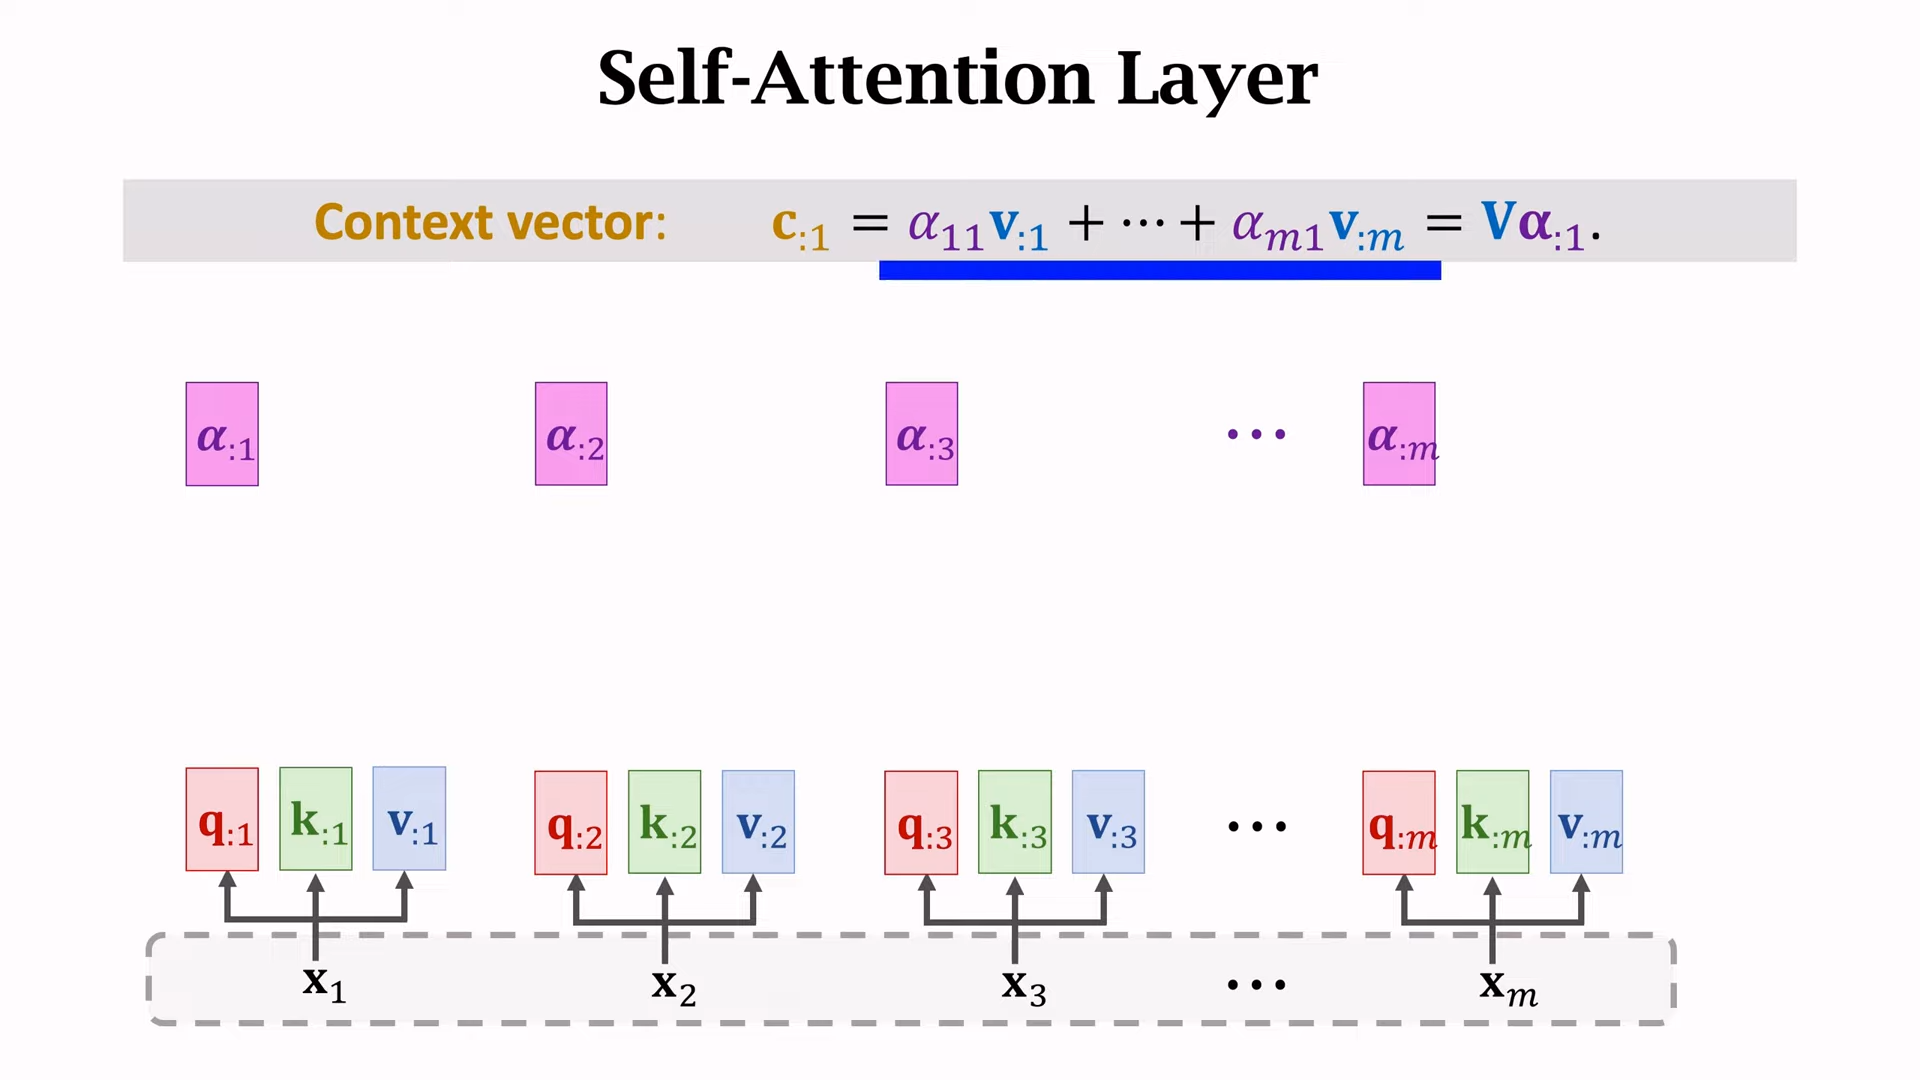 Self-Attention Layer
Context vector: c:1 = α11v:1 + ⋯ + αm1v:m = Vα:1.
α:1 α:2 α:3 ⋯ α:m
q:1 k:1 v:1 q:2 k:2 v:2 q:3 k:3 v:3 ⋯ q:m k:m v:m
x1 x2 x3 ⋯ xm